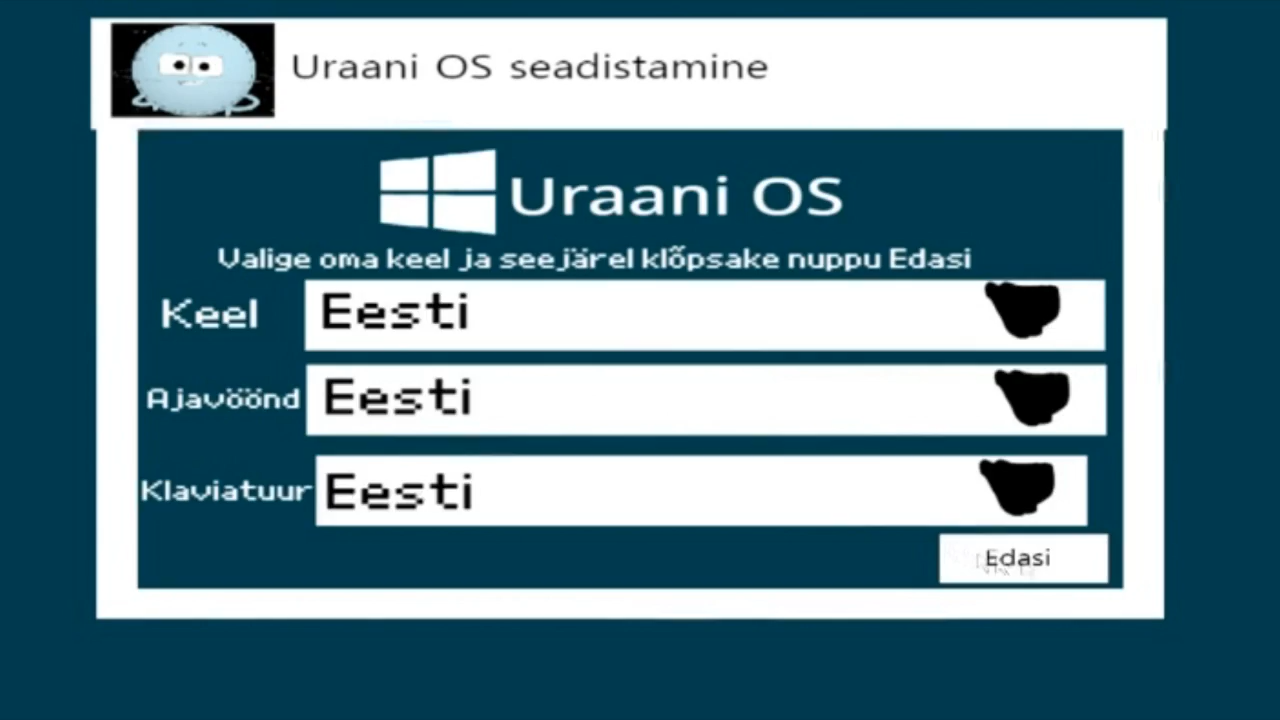 Uraani OS seadistamine
Uraani OS
Valige oma keel ja seejärel klõpsake nuppu Edasi
Keel Eesti
Ajavöönd Eesti
Klaviatuur Eesti
Edasi